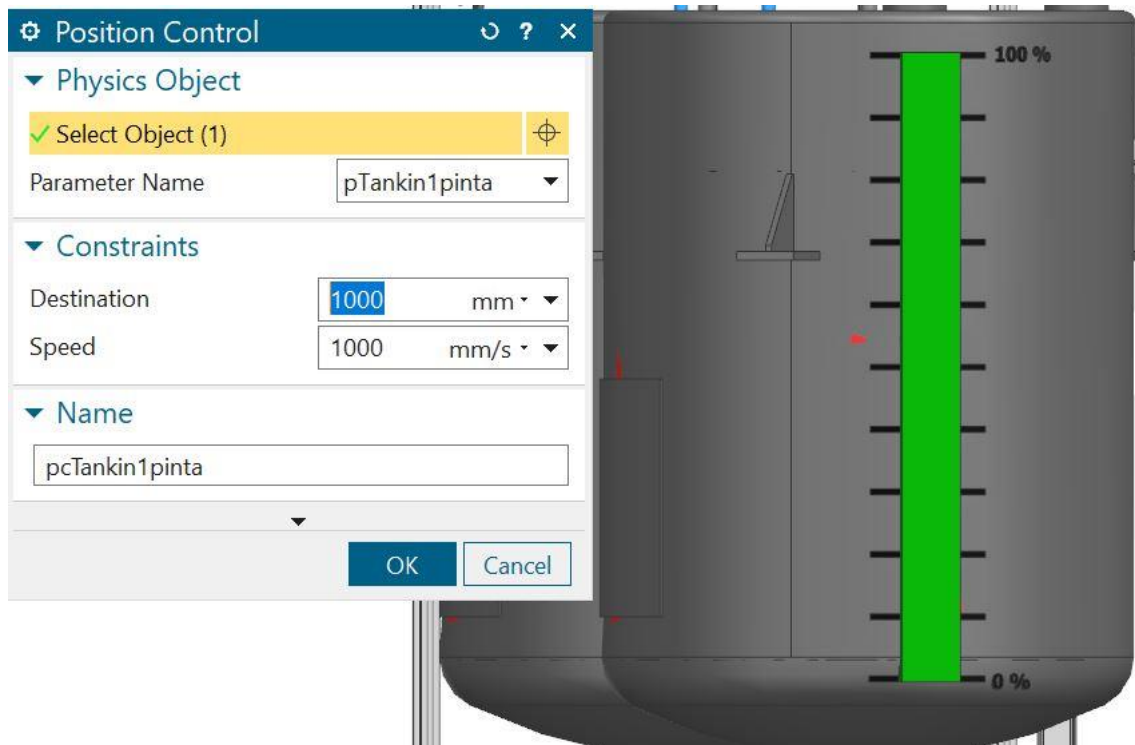 Position Control
?
Physics Object
Select Object (1)
Parameter Name pTankin1pinta
Constraints
Destination 1000 mm
Speed 1000 mm/s
Name
pcTankin1pinta
OK Cancel
100 %
0 %